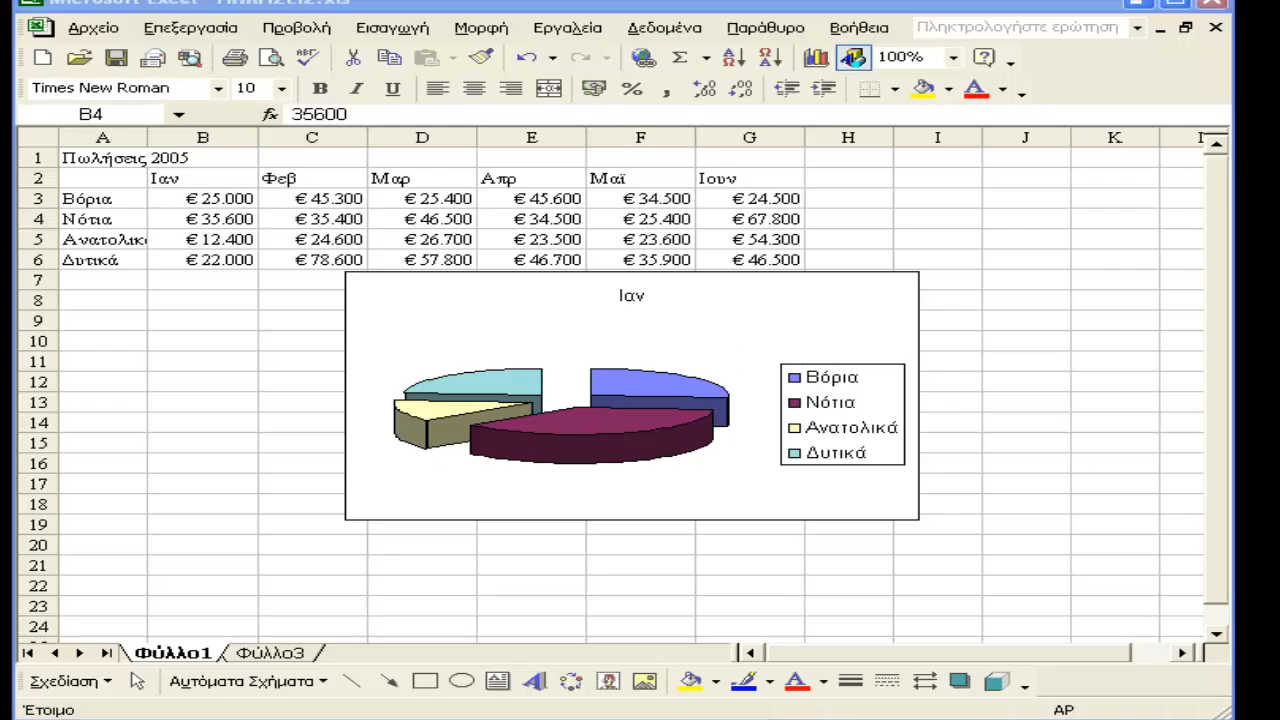 Microsoft Excel
Αρχείο Επεξεργασία Προβολή Εισαγωγή Μορφή Εργαλεία Δεδομένα Παράθυρο Βοήθεια Πληκτρολογήστε ερώτηση
100%
Times New Roman 10
B4 fx 35600
A B C D E F G H I J K L
1 Πωλήσεις 2005
2 Ιαν Φεβ Μαρ Απρ Μαϊ Ιουν
3 Βόρια € 25.000 € 45.300 € 25.400 € 45.600 € 34.500 € 24.500
4 Νότια € 35.600 € 35.400 € 46.500 € 34.500 € 25.400 € 67.800
5 Ανατολικ € 12.400 € 24.600 € 26.700 € 23.500 € 23.600 € 54.300
6 Δυτικά € 22.000 € 78.600 € 57.800 € 46.700 € 35.900 € 46.500
7
8 Ιαν
9
10
11
12 Βόρια
13 Νότια
14 Ανατολικά
15 Δυτικά
16
17
18
19
20
21
22
23
24
Φύλλο1 Φύλλο3
Σχεδίαση Αυτόματα Σχήματα
Έτοιμο AP